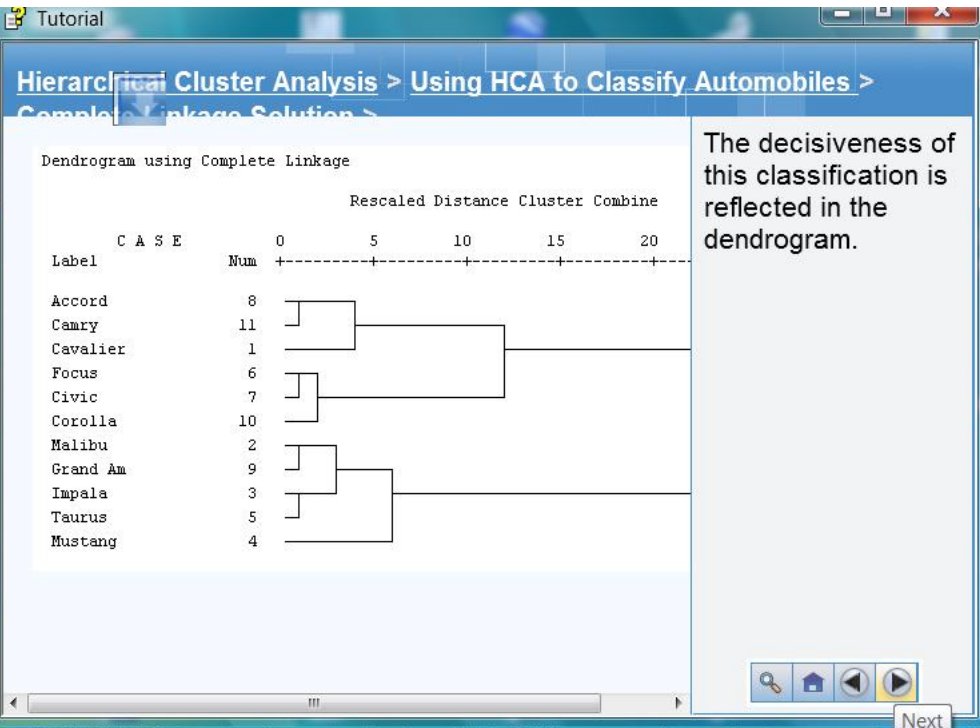 Tutorial
Hierarchical Cluster Analysis > Using HCA to Classify Automobiles >
Complete Linkage Solution >
Dendrogram using Complete Linkage
Rescaled Distance Cluster Combine
C A S E 0 5 10 15 20
Label Num +---------+---------+---------+---------+----
Accord 8
Camry 11
Cavalier 1
Focus 6
Civic 7
Corolla 10
Malibu 2
Grand Am 9
Impala 3
Taurus 5
Mustang 4
The decisiveness of
this classification is
reflected in the
dendrogram.
Next